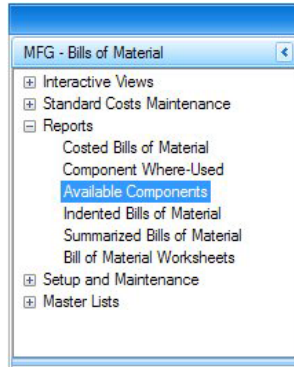 MFG - Bills of Material
Interactive Views
Standard Costs Maintenance
Reports
Costed Bills of Material
Component Where-Used
Available Components
Indented Bills of Material
Summarized Bills of Material
Bill of Material Worksheets
Setup and Maintenance
Master Lists